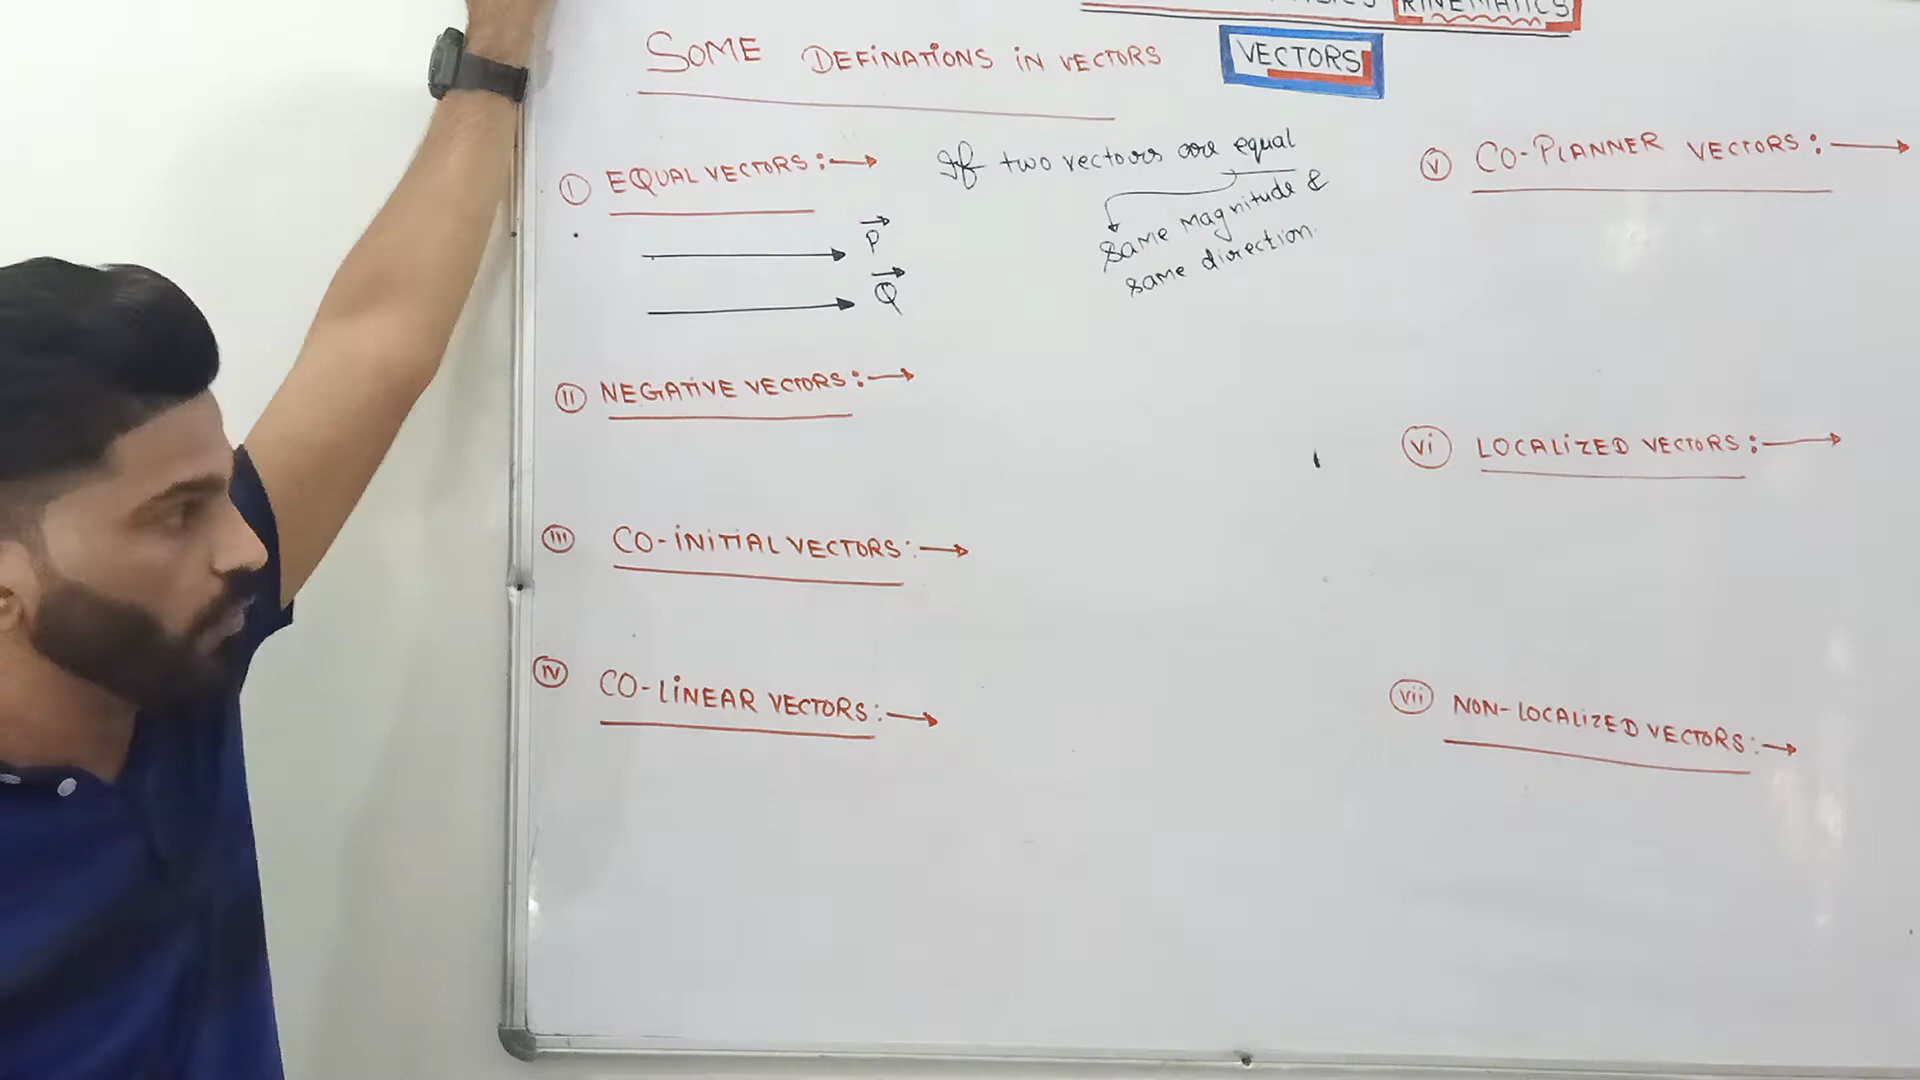 KINEMATICS
SOME DEFiNATiONS iN VECTORS
VECTORS
I EQUAL VECTORS :→
If two vectors are equal
same magnitude &
same direction.
P
Q
II NEGATiVE VECTORS :→
III CO-iNiTiAL VECTORS :→
IV CO-LiNEAR VECTORS :→
V CO-PLANNER VECTORS :→
Vi LOCALiZED VECTORS :→
Vii NON-LOCALiZED VECTORS :→